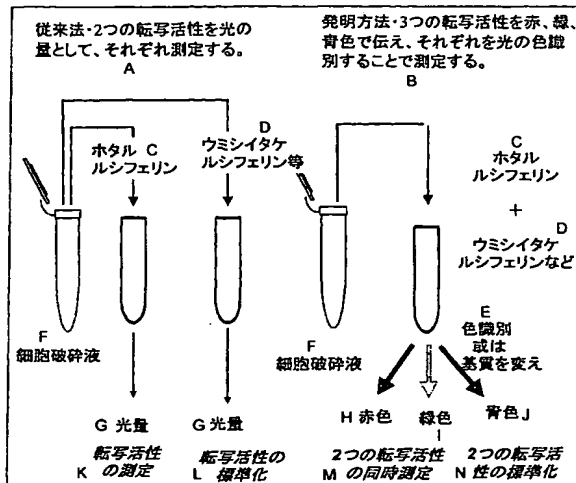 従来法・2つの転写活性を光の
量として、それぞれ測定する。
A
発明方法・3つの転写活性を赤、緑、
青色で伝え、それぞれを光の色識
別することで測定する。
B
ホタル C
ルシフェリン
D
ウミシイタケ
ルシフェリン等
C
ホタル
ルシフェリン
+
D
ウミシイタケ
ルシフェリンなど
F
細胞破砕液
F
細胞破砕液
E
色識別
或は
基質を変え
G 光量
G 光量
H 赤色
緑色
I
青色 J
転写活性
K の測定
転写活性の
L 標準化
2つの転写活性
M の同時測定
2つの転写活
N 性の標準化